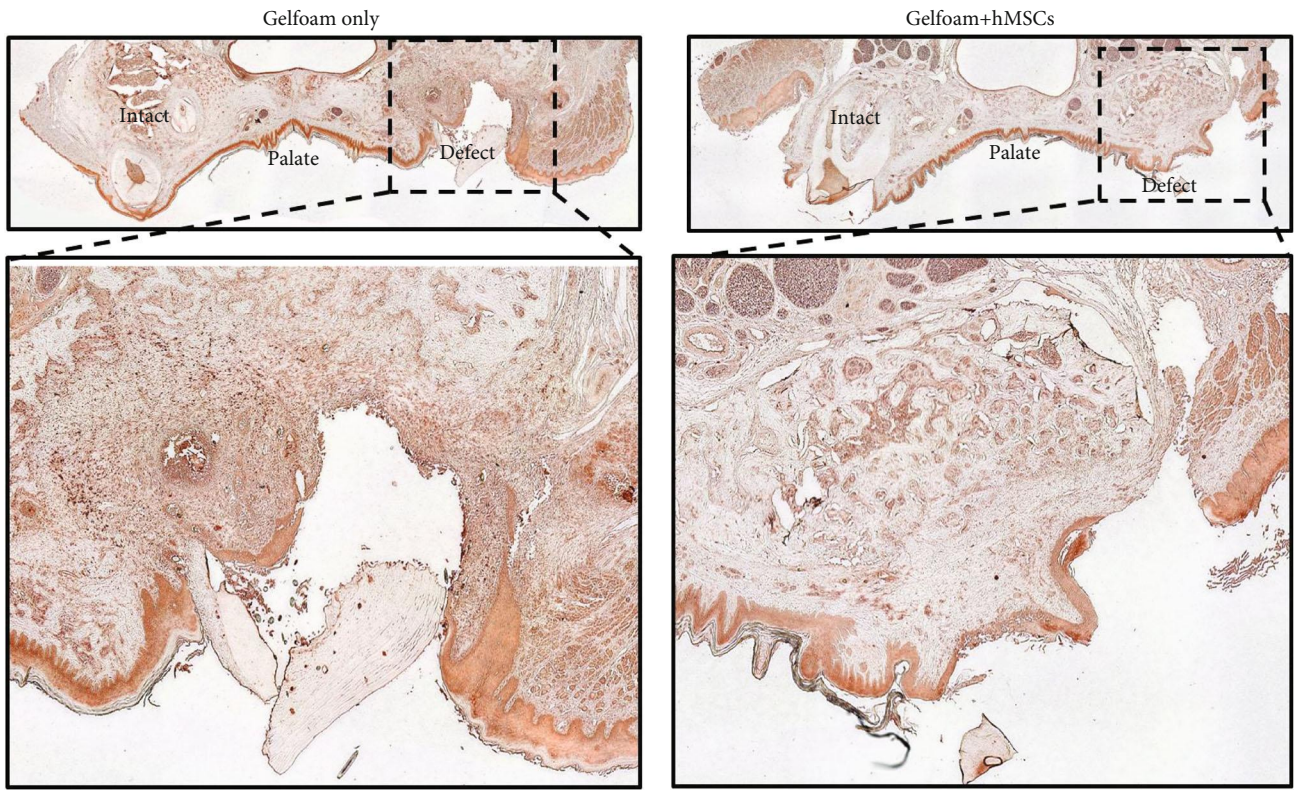 Gelfoam only
Gelfoam+hMSCs
Intact
Palate
Defect
Intact
Palate
Defect